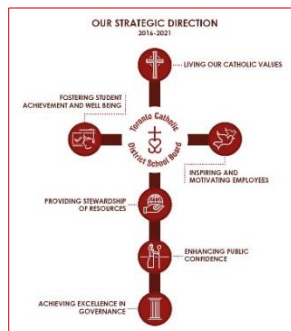 OUR STRATEGIC DIRECTION
2016-2021
LIVING OUR CATHOLIC VALUES
FOSTERING STUDENT
ACHIEVEMENT AND WELL BEING
Toronto Catholic
District School Board
INSPIRING AND
MOTIVATING EMPLOYEES
PROVIDING STEWARDSHIP
OF RESOURCES
ENHANCING PUBLIC
CONFIDENCE
ACHIEVING EXCELLENCE IN
GOVERNANCE